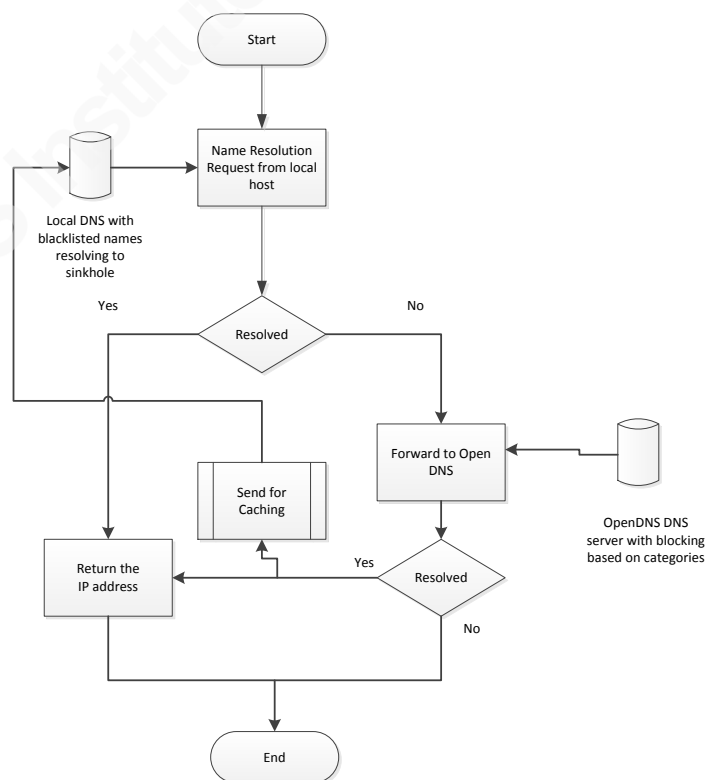 Start
Name Resolution
Request from local
host
Local DNS with
blacklisted names
resolving to
sinkhole
Yes
No
Resolved
Forward to Open
DNS
Send for
Caching
OpenDNS DNS
server with blocking
based on categories
Return the
IP address
Yes
Resolved
No
End